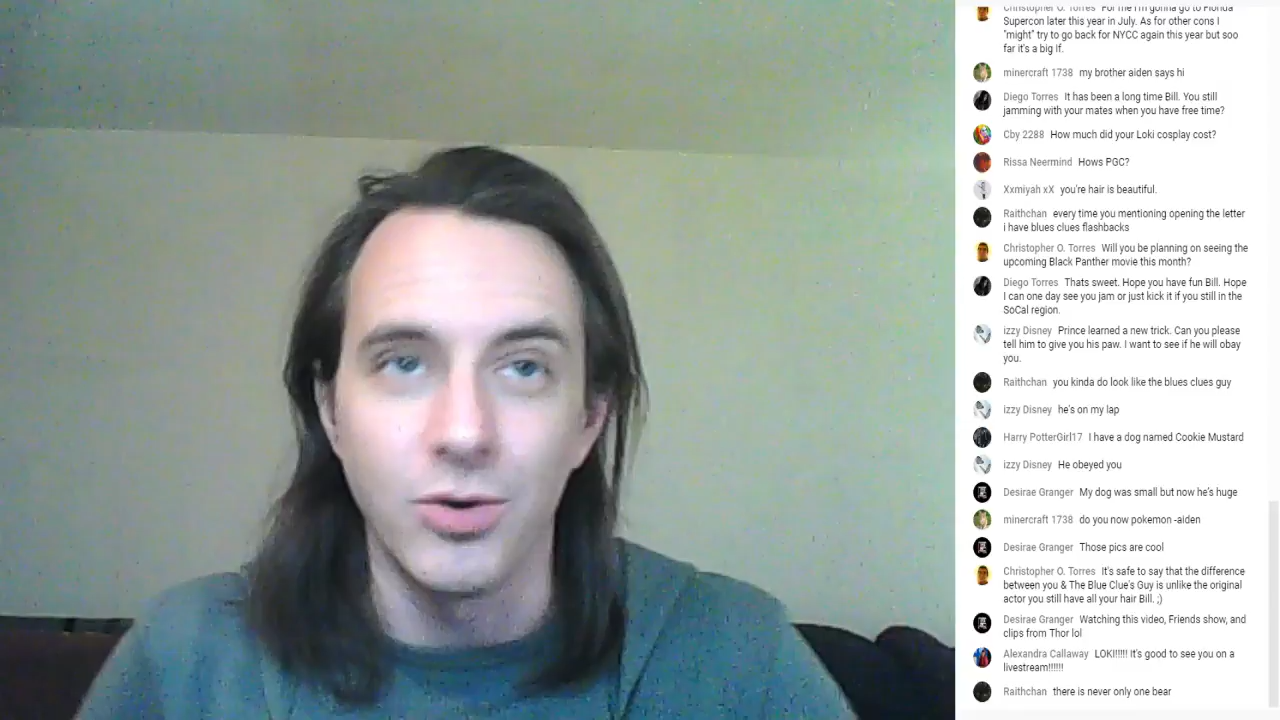 Christopher O. Torres For me I'm gonna go to Florida
Supercon later this year in July. As for other cons I
"might" try to go back for NYCC again this year but soo
far it's a big If.
minercraft 1738 my brother aiden says hi
Diego Torres It has been a long time Bill. You still
jamming with your mates when you have free time?
Cby 2288 How much did your Loki cosplay cost?
Rissa Neermind Hows PGC?
Xxmiyah xX you're hair is beautiful.
Raithchan every time you mentioning opening the letter
i have blues clues flashbacks
Christopher O. Torres Will you be planning on seeing the
upcoming Black Panther movie this month?
Diego Torres Thats sweet. Hope you have fun Bill. Hope
I can one day see you jam or just kick it if you still in the
SoCal region.
izzy Disney Prince learned a new trick. Can you please
tell him to give you his paw. I want to see if he will obay
you.
Raithchan you kinda do look like the blues clues guy
izzy Disney he's on my lap
Harry PotterGirl17 I have a dog named Cookie Mustard
izzy Disney He obeyed you
Desirae Granger My dog was small but now he's huge
minercraft 1738 do you now pokemon -aiden
Desirae Granger Those pics are cool
Christopher O. Torres It's safe to say that the difference
between you & The Blue Clue's Guy is unlike the original
actor you still have all your hair Bill. ;)
Desirae Granger Watching this video, Friends show, and
clips from Thor lol
Alexandra Callaway LOKI!!!!! It's good to see you on a
livestream!!!!!!
Raithchan there is never only one bear